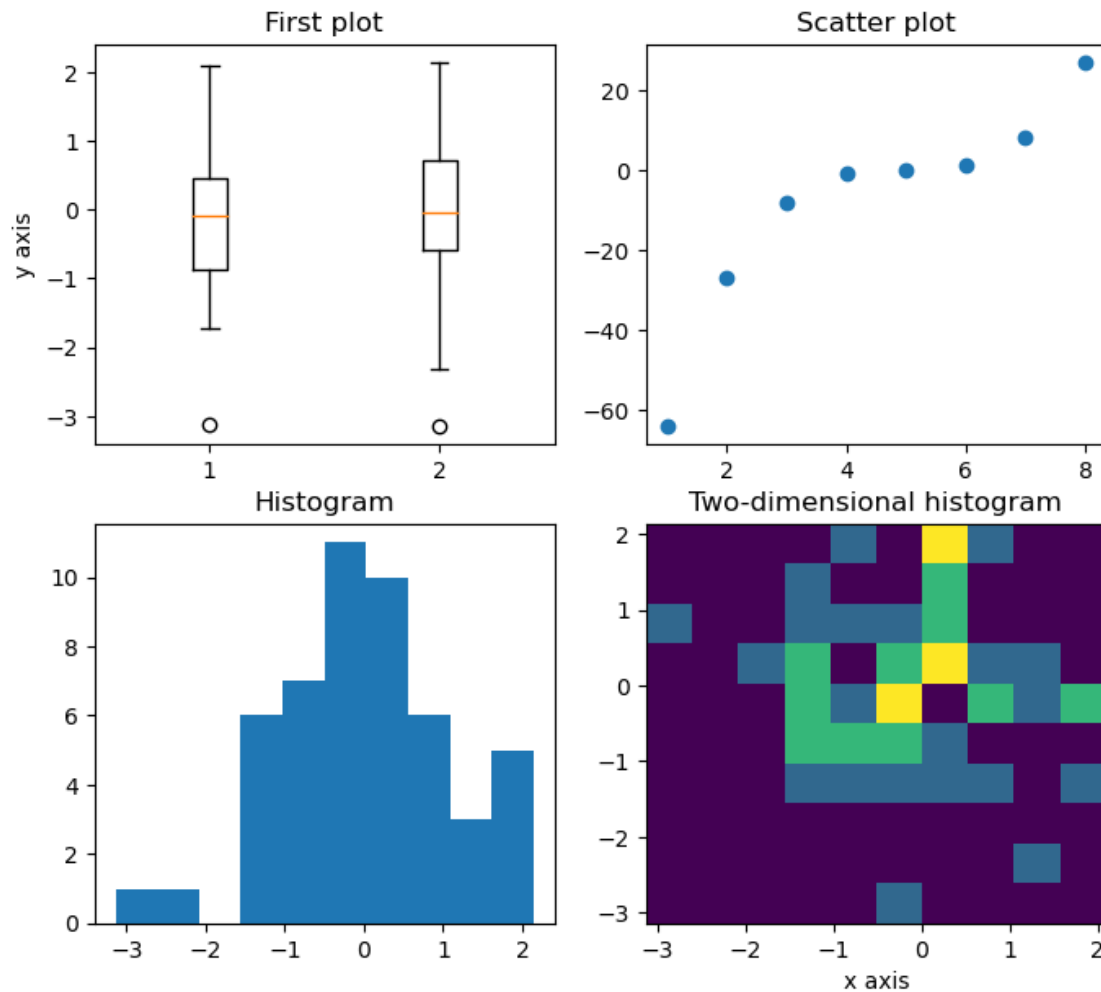 First plot
2
1
0
−1
−2
−3
y axis
1 2
Scatter plot
20
0
−20
−40
−60
2 4 6 8
Histogram
10
8
6
4
2
0
−3 −2 −1 0 1 2
Two-dimensional histogram
2
1
0
−1
−2
−3
−3 −2 −1 0 1 2
x axis